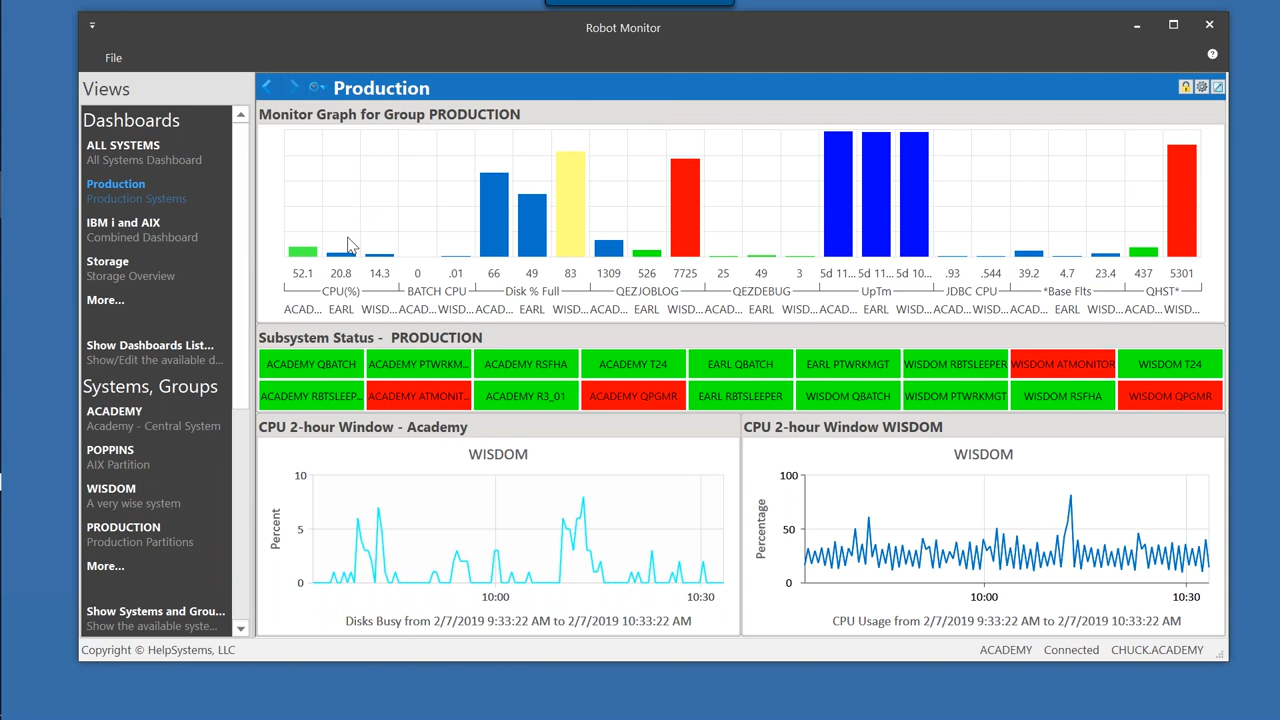 Robot Monitor
File
Views
Production
Dashboards
ALL SYSTEMS
All Systems Dashboard
Production
Production Systems
IBM i and AIX
Combined Dashboard
Storage
Storage Overview
More...
Show Dashboards List...
Show/Edit the available d...
Systems, Groups
ACADEMY
Academy - Central System
POPPINS
AIX Partition
WISDOM
A very wise system
PRODUCTION
Production Partitions
More...
Show Systems and Grou...
Show the available syste...
Monitor Graph for Group PRODUCTION
52.1 20.8 14.3 0 .01 66 49 83 1309 526 7725 25 49 3 5d 11... 5d 11... 5d 10... .93 .544 39.2 4.7 23.4 437 5301
CPU(%) BATCH CPU Disk % Full QEZJOBLOG QEZDEBUG UpTm JDBC CPU *Base Flts QHST*
ACAD... EARL WISD... ACAD... WISD... ACAD... EARL WISD... ACAD... EARL WISD... ACAD... EARL WISD... ACAD... EARL WISD... ACAD... WISD... ACAD... EARL WISD... ACAD... WISD...
Subsystem Status - PRODUCTION
ACADEMY QBATCH ACADEMY PTWRKM... ACADEMY RSFHA ACADEMY T24 EARL QBATCH EARL PTWRKMGT WISDOM RBTSLEEPER WISDOM ATMONITOR WISDOM T24
ACADEMY RBTSLEEP... ACADEMY ATMONIT... ACADEMY R3_01 ACADEMY QPGMR EARL RBTSLEEPER WISDOM QBATCH WISDOM PTWRKMGT WISDOM RSFHA WISDOM QPGMR
CPU 2-hour Window - Academy
WISDOM
Percent
10
5
0
10:00 10:30
Disks Busy from 2/7/2019 9:33:22 AM to 2/7/2019 10:33:22 AM
CPU 2-hour Window WISDOM
WISDOM
Percentage
100
50
0
10:00 10:30
CPU Usage from 2/7/2019 9:33:22 AM to 2/7/2019 10:33:22 AM
Copyright © HelpSystems, LLC
ACADEMY Connected CHUCK.ACADEMY